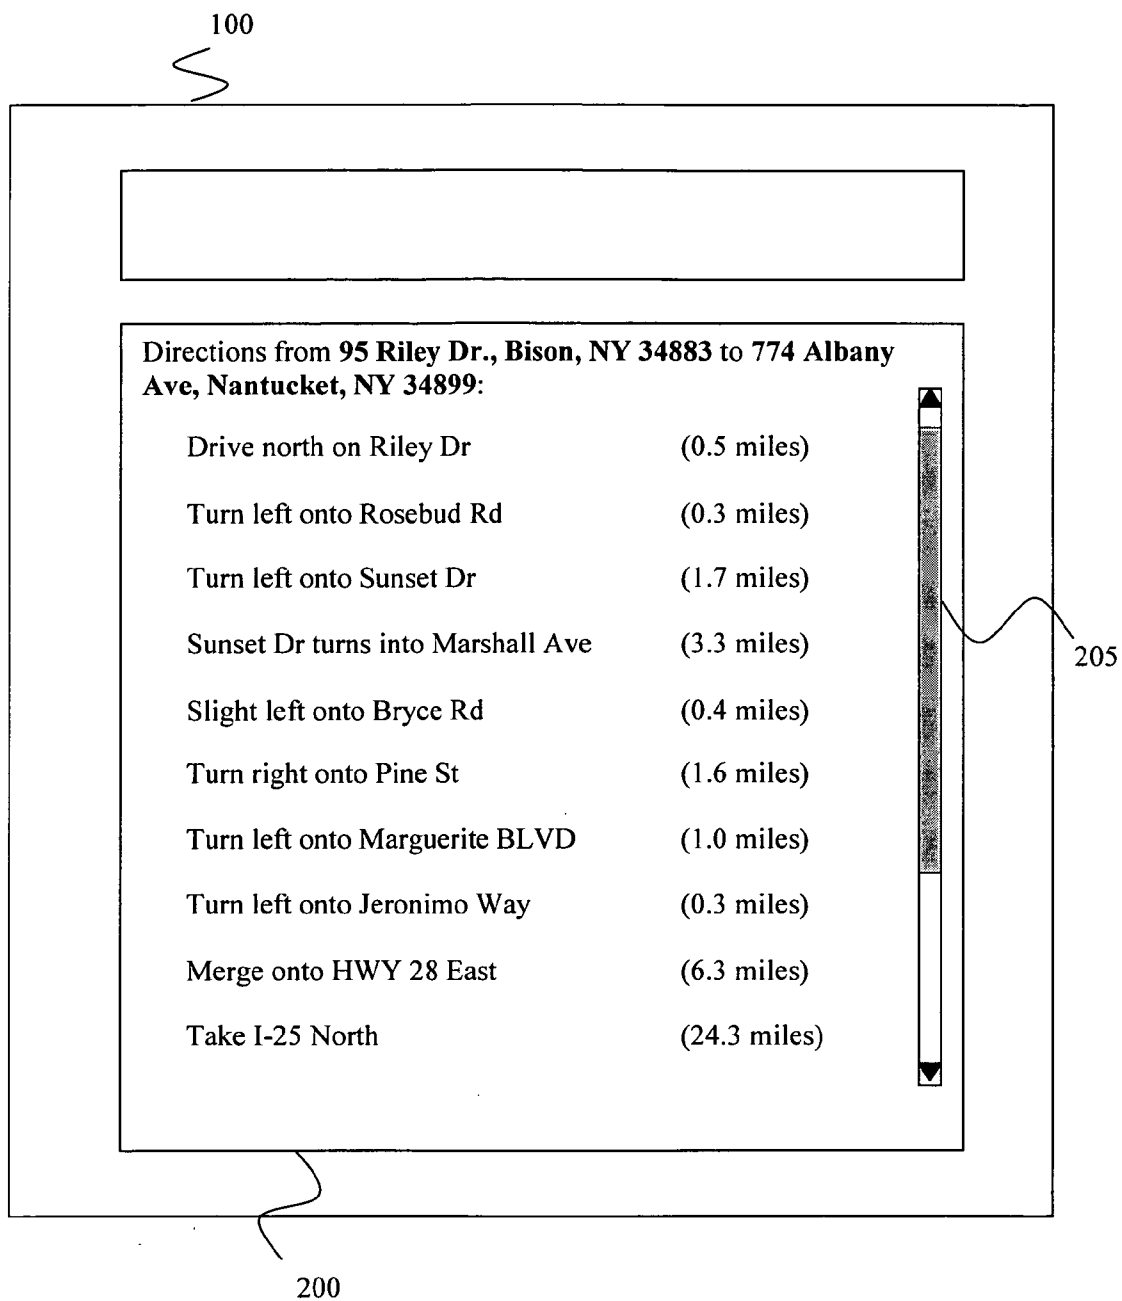 100
Directions from 95 Riley Dr., Bison, NY 34883 to 774 Albany
Ave, Nantucket, NY 34899:
Drive north on Riley Dr (0.5 miles)
Turn left onto Rosebud Rd (0.3 miles)
Turn left onto Sunset Dr (1.7 miles)
Sunset Dr turns into Marshall Ave (3.3 miles)
205
Slight left onto Bryce Rd (0.4 miles)
Turn right onto Pine St (1.6 miles)
Turn left onto Marguerite BLVD (1.0 miles)
Turn left onto Jeronimo Way (0.3 miles)
Merge onto HWY 28 East (6.3 miles)
Take I-25 North (24.3 miles)
200